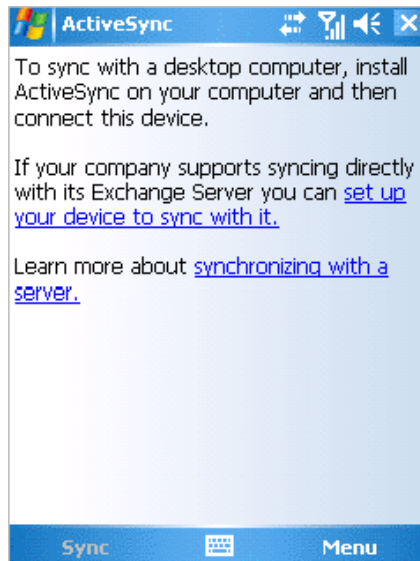 ActiveSync
To sync with a desktop computer, install
ActiveSync on your computer and then
connect this device.
If your company supports syncing directly
with its Exchange Server you can set up
your device to sync with it.
Learn more about synchronizing with a
server.
Sync Menu